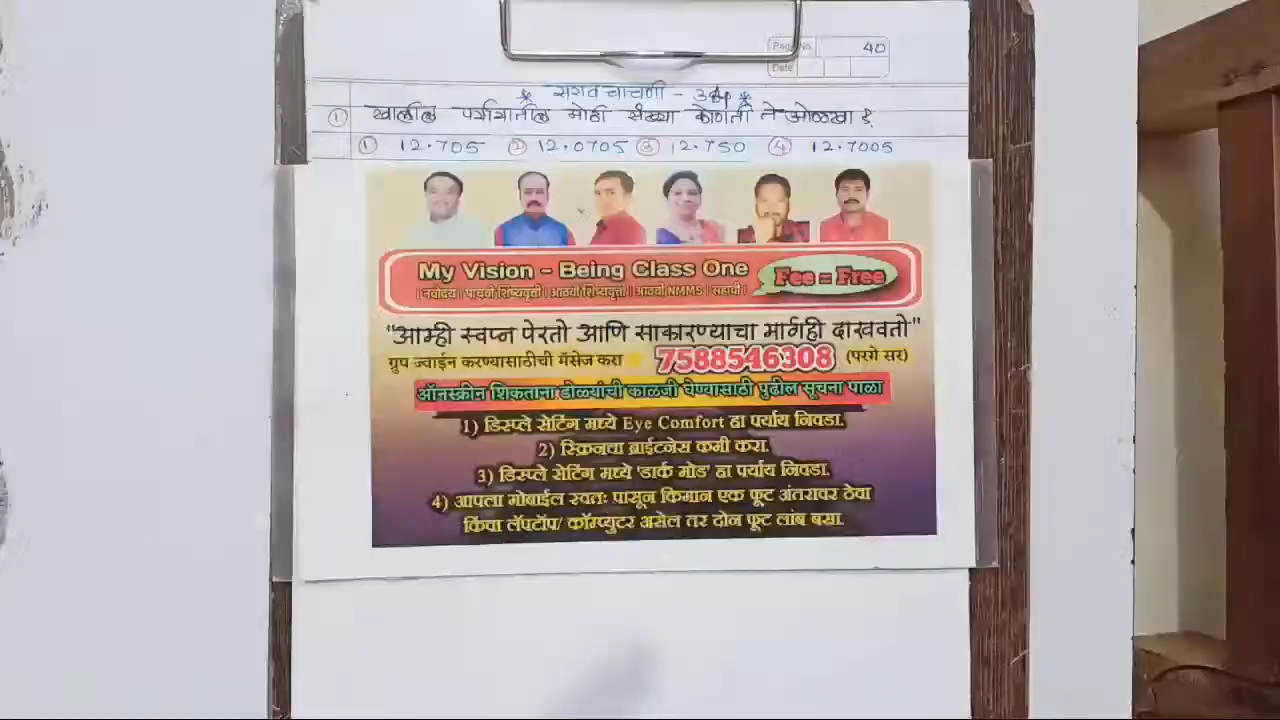 Page No. 40
Date
सराव चाचणी - 34
① खालील पर्यायातील मोठी संख्या कोणती ते ओळखा ?
① 12.705 ② 12.0705 ③ 12.750 ④ 12.7005
My Vision - Being Class One Fee = Free
| नवोदय | पाचवी शिष्यवृत्ती | आठवी शिष्यवृत्ती | आठवी NMMS | सहावी |
"आम्ही स्वप्न पेरतो आणि साकारण्याचा मार्गही दाखवतो"
ग्रुप ज्वाईन करण्यासाठीची मॅसेज करा 7588546308 (परगे सर)
ऑनस्क्रीन शिकताना डोळ्यांची काळजी घेण्यासाठी पुढील सूचना पाळा
1) डिस्प्ले सेटिंग मध्ये Eye Comfort हा पर्याय निवडा.
2) स्क्रिनचा ब्राईटनेस कमी करा.
3) डिस्प्ले सेटिंग मध्ये 'डार्क मोड' हा पर्याय निवडा.
4) आपला मोबाईल स्वतः पासून किमान एक फूट अंतरावर ठेवा
किंवा लॅपटॉप/ कॉम्प्युटर असेल तर दोन फूट लांब बसा.